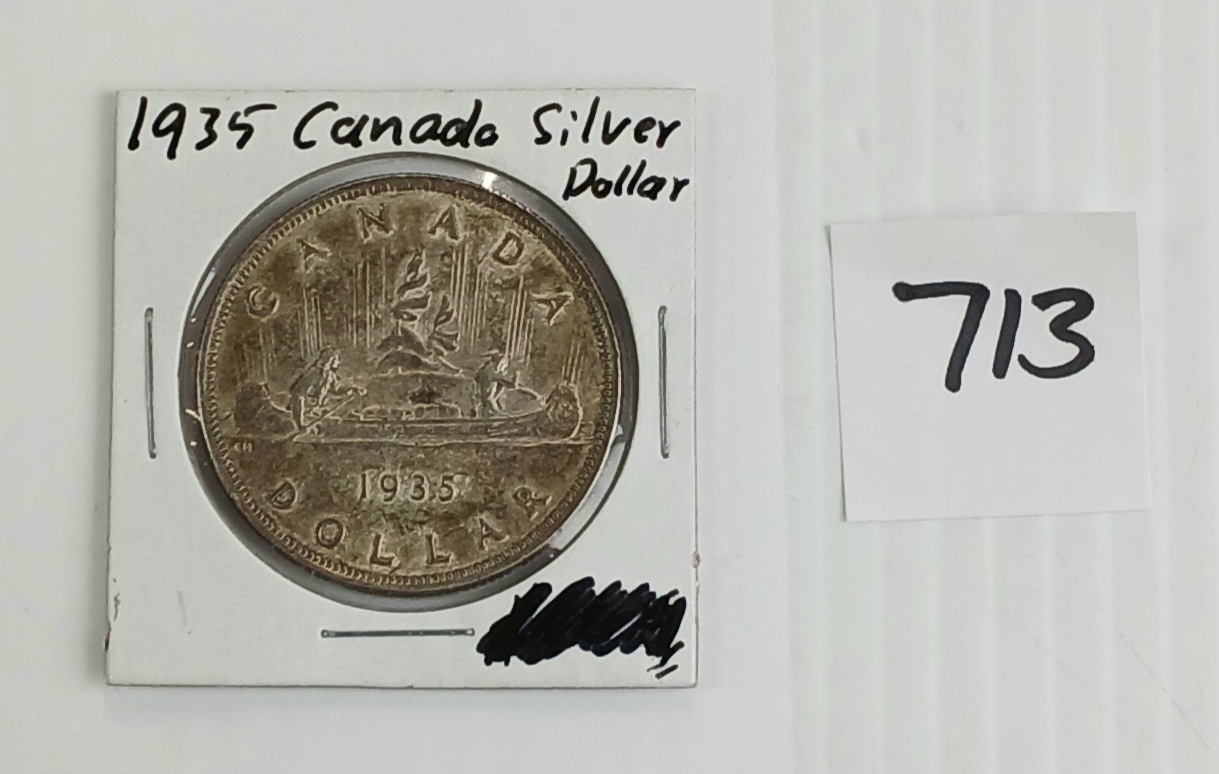 1935 Canada Silver
Dollar
CANADA
1935
DOLLAR
713